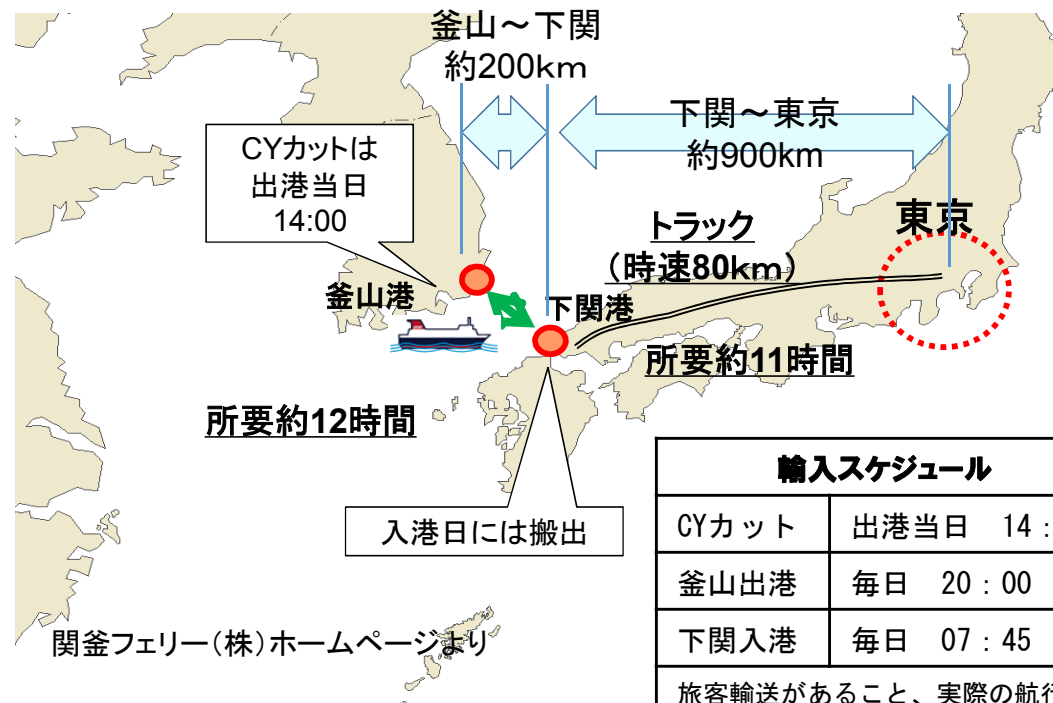 釜山～下関
約200km
下関～東京
約900km
CYカットは
出港当日
14:00
東京
トラック
（時速80km）
釜山港
下関港
所要約11時間
所要約12時間
入港日には搬出
輸入スケジュール
CYカット 出港当日 14：
釜山出港 毎日 20：00
下関入港 毎日 07：45
旅客輸送があること、実際の航行
関釜フェリー（株）ホームページより